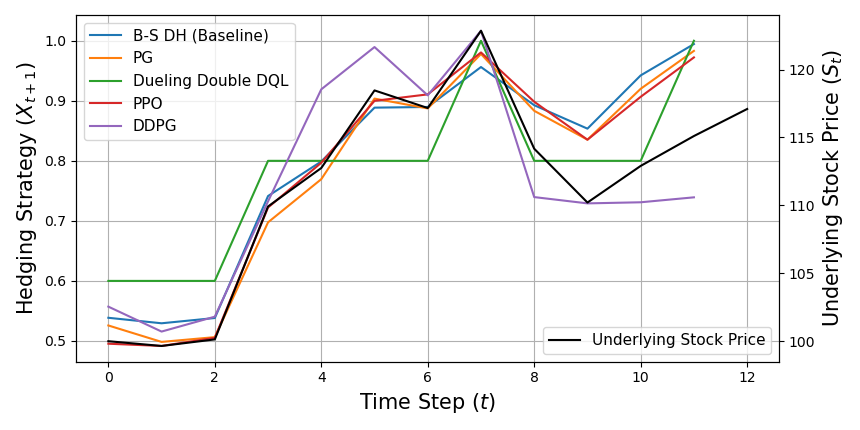 B-S DH (Baseline)
PG
Dueling Double DQL
PPO
DDPG
Underlying Stock Price
Hedging Strategy (X_{t+1})
1.0
0.9
0.8
0.7
0.6
0.5
Underlying Stock Price (S_t)
120
115
110
105
100
0 2 4 6 8 10 12
Time Step (t)